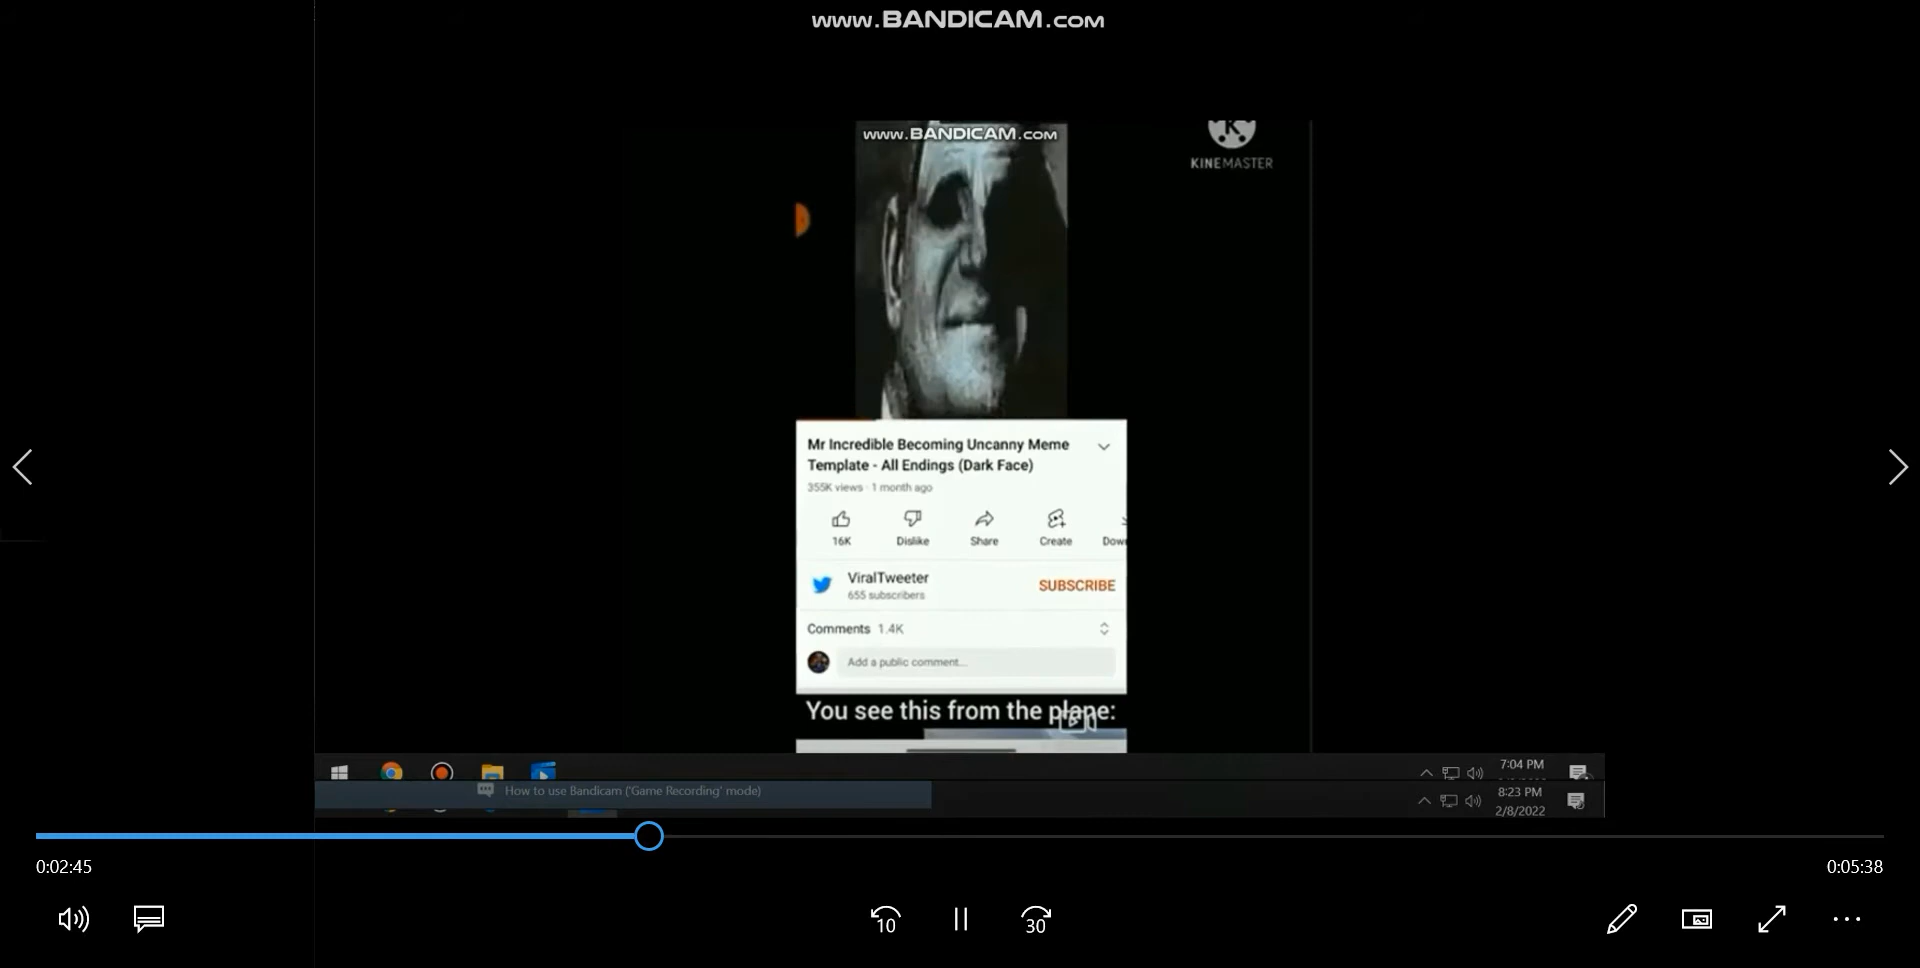 www.BANDICAM.COM
www.BANDICAM.COM
K
KINEMASTER
Mr Incredible Becoming Uncanny Meme
Template - All Endings (Dark Face)
355K views · 1 month ago
16K
Dislike
Share
Create
Down
ViralTweeter
655 subscribers
SUBSCRIBE
Comments 1.4K
Add a public comment...
You see this from the plane:
7:04 PM
How to use Bandicam ('Game Recording' mode)
8:23 PM
2/8/2022
0:02:45
0:05:38
10
30